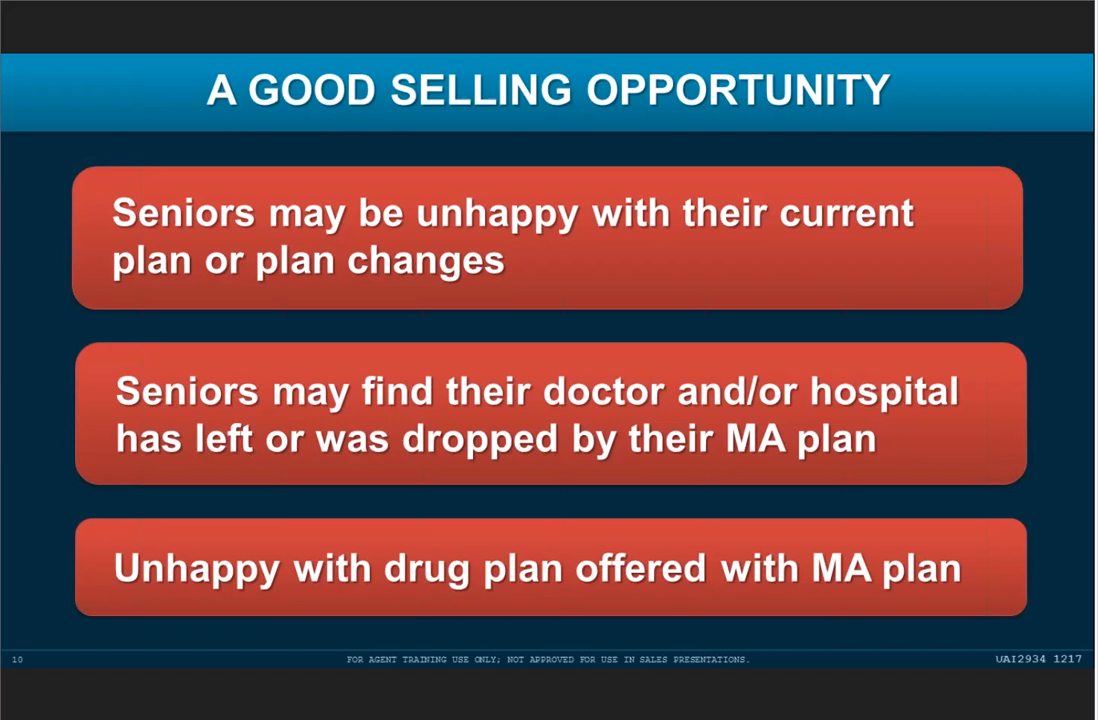 A GOOD SELLING OPPORTUNITY
Seniors may be unhappy with their current
plan or plan changes
Seniors may find their doctor and/or hospital
has left or was dropped by their MA plan
Unhappy with drug plan offered with MA plan
10
FOR AGENT TRAINING USE ONLY; NOT APPROVED FOR USE IN SALES PRESENTATIONS.
UAI2934 1217